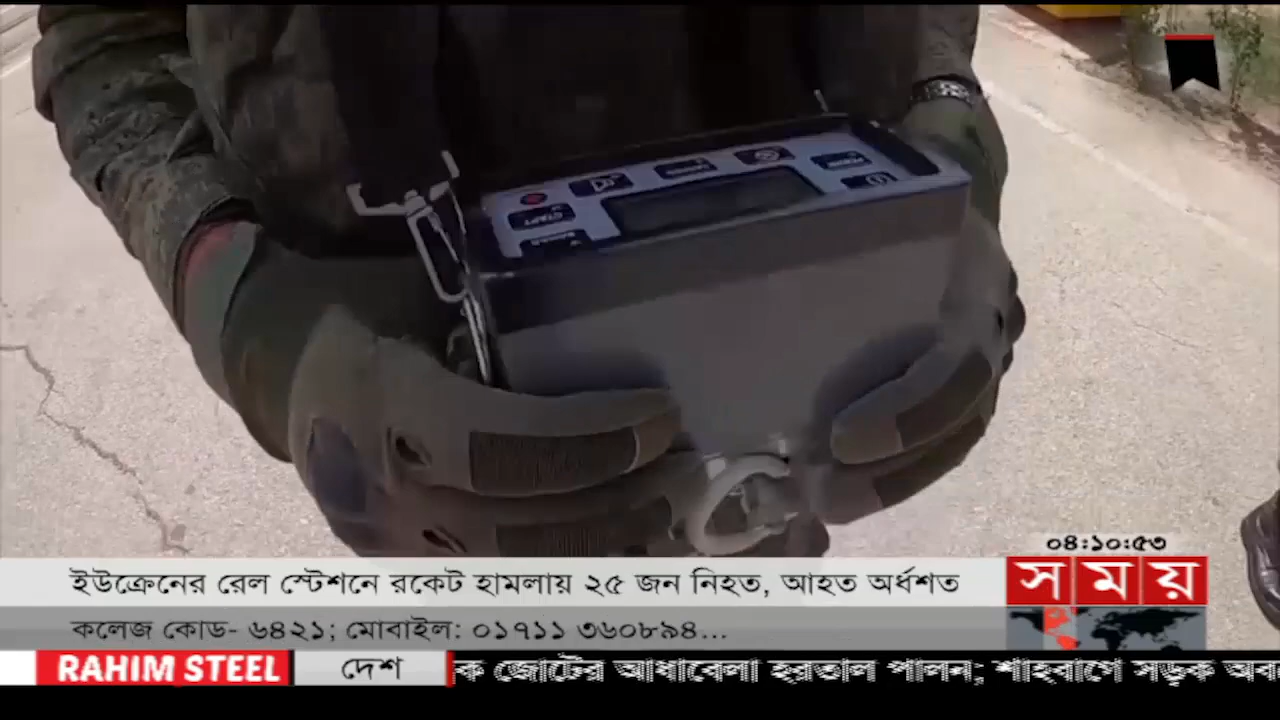 СТАРТ
০৪:১০:৫৩
ইউক্রেনের রেল স্টেশনে রকেট হামলায় ২৫ জন নিহত, আহত অর্ধশত
সময়
কলেজ কোড- ৬৪২১; মোবাইল: ০১৭১১ ৩৬০৮৯৪...
RAHIM STEEL
দেশ
ক জোটের আধাবেলা হরতাল পালন; শাহবাগে সড়ক অব